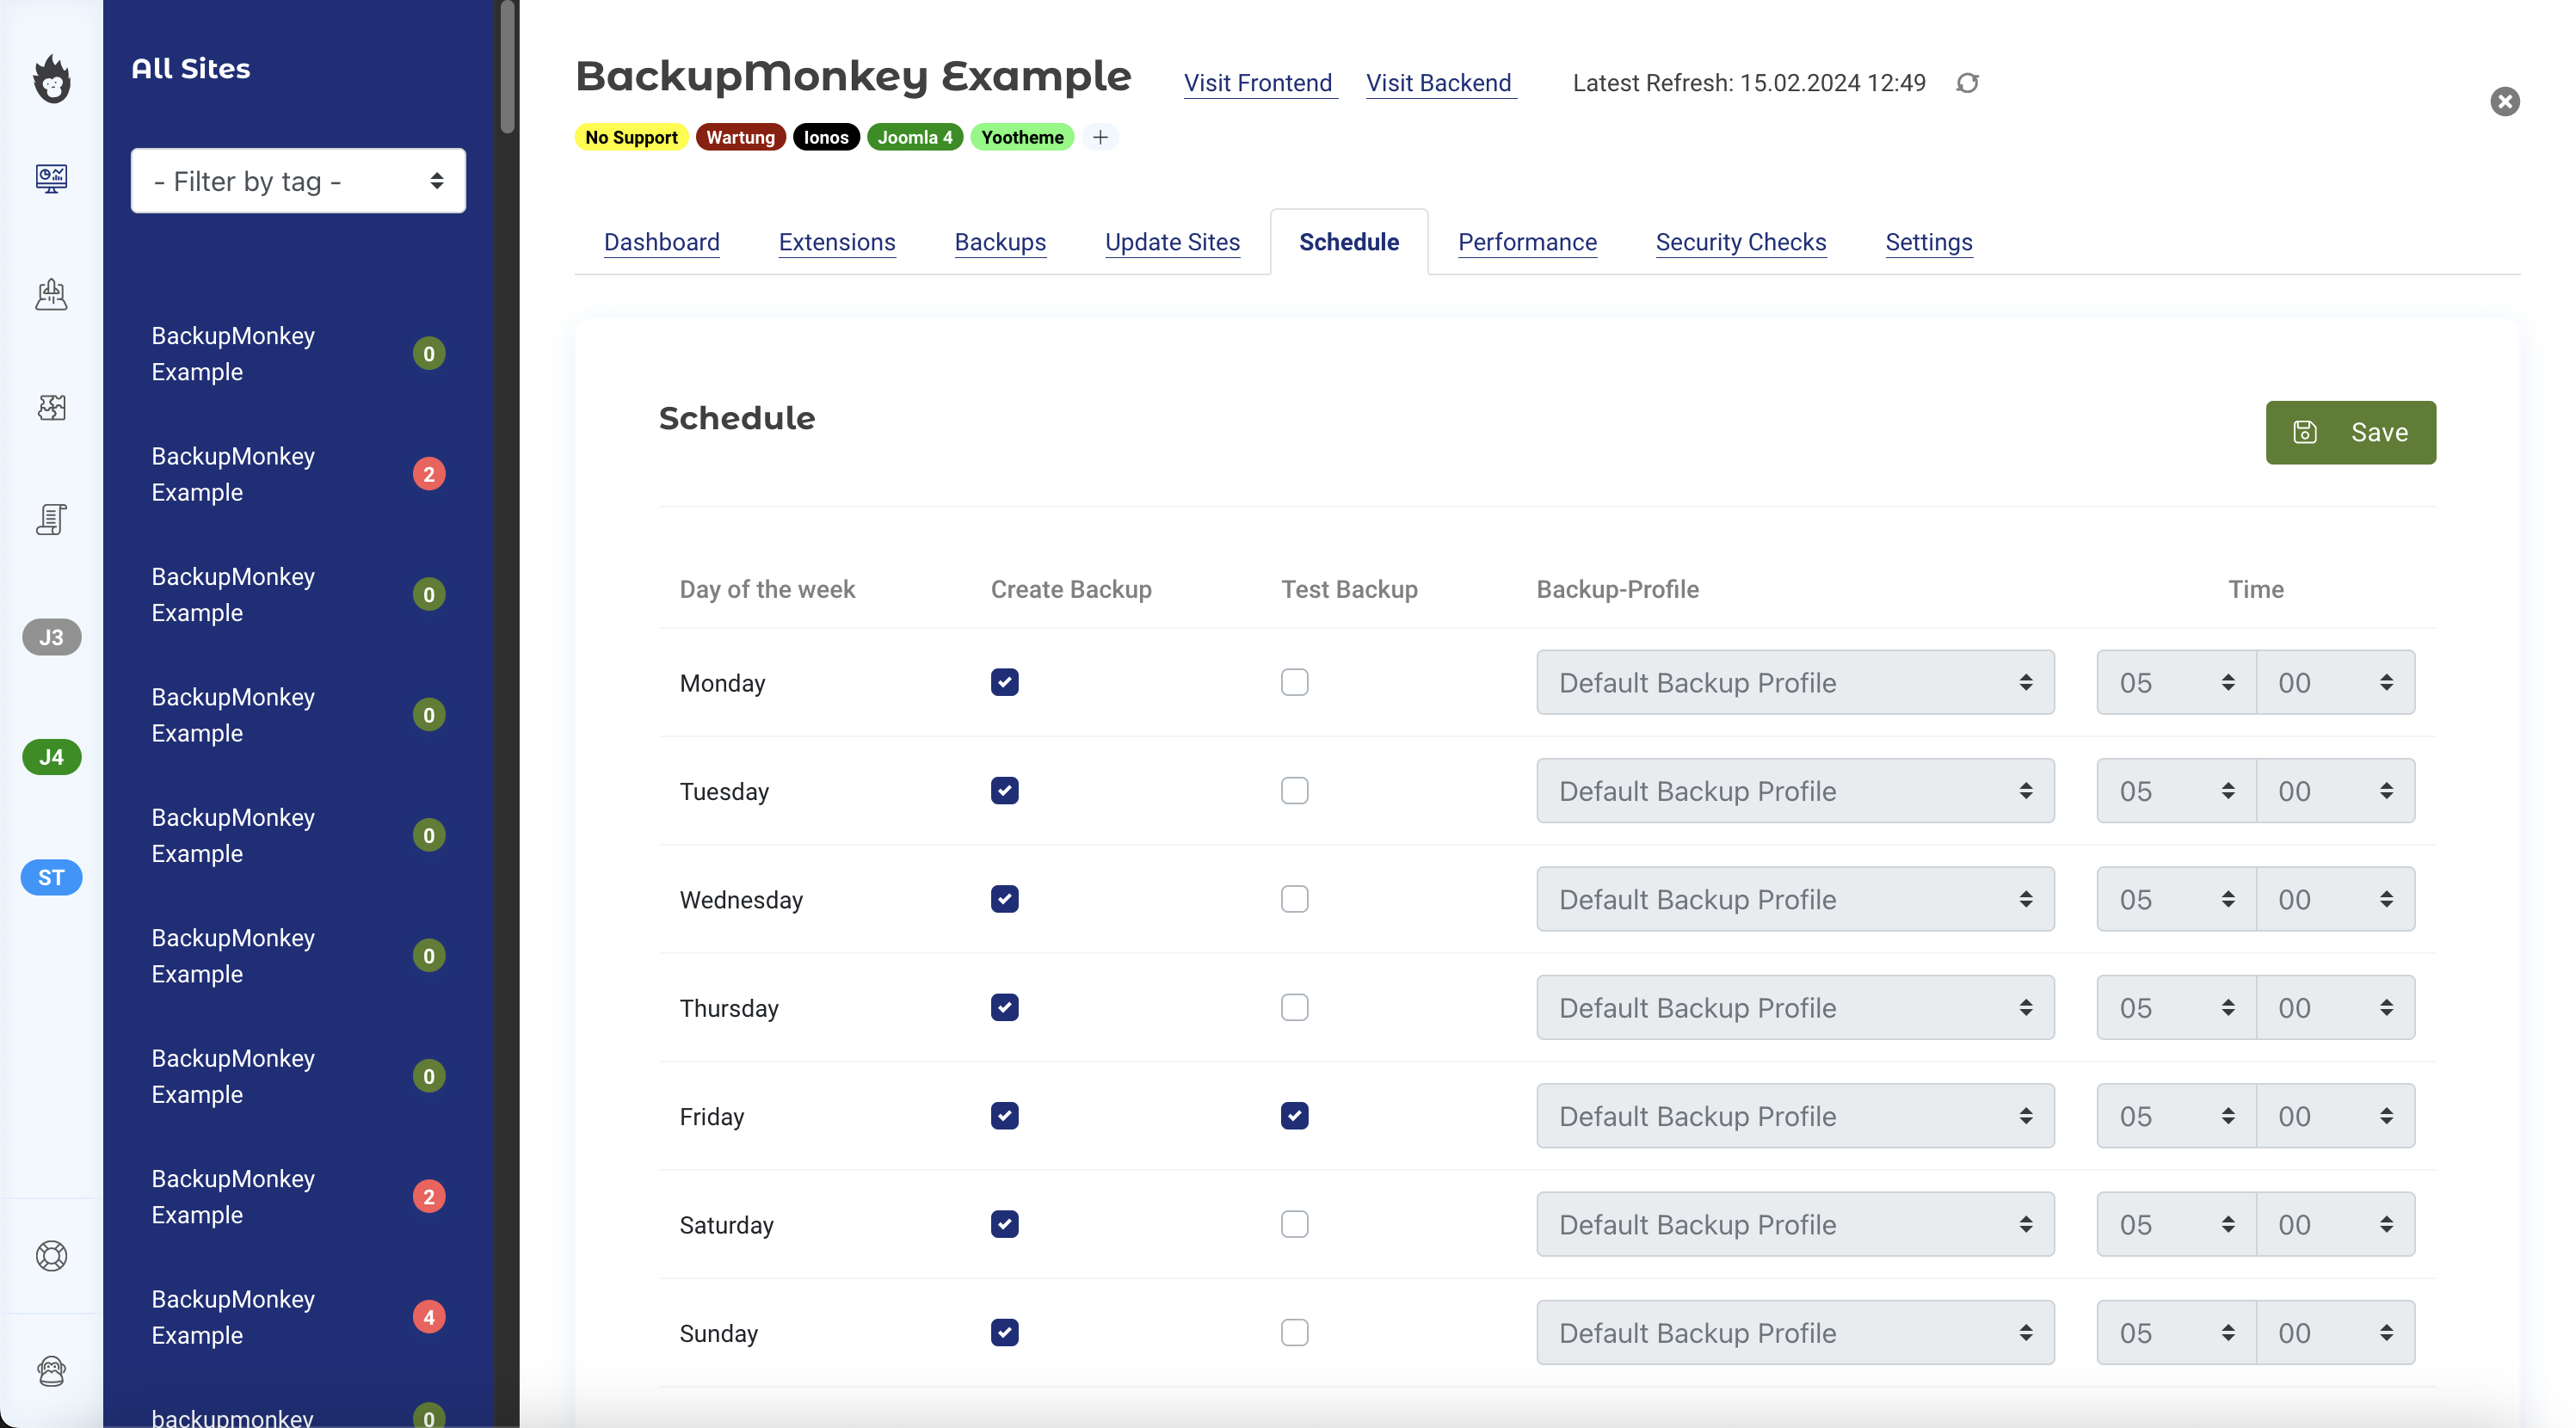 All Sites
- Filter by tag -
BackupMonkey
Example
0
BackupMonkey
Example
2
BackupMonkey
Example
0
BackupMonkey
Example
0
BackupMonkey
Example
0
BackupMonkey
Example
0
BackupMonkey
Example
0
BackupMonkey
Example
2
BackupMonkey
Example
4
backupmonkey
0
J3
J4
ST
BackupMonkey Example
Visit Frontend
Visit Backend
Latest Refresh: 15.02.2024 12:49
No Support
Wartung
Ionos
Joomla 4
Yootheme
+
Dashboard
Extensions
Backups
Update Sites
Schedule
Performance
Security Checks
Settings
Schedule
Save
Day of the week Create Backup Test Backup Backup-Profile Time
Monday Default Backup Profile 05 00
Tuesday Default Backup Profile 05 00
Wednesday Default Backup Profile 05 00
Thursday Default Backup Profile 05 00
Friday Default Backup Profile 05 00
Saturday Default Backup Profile 05 00
Sunday Default Backup Profile 05 00